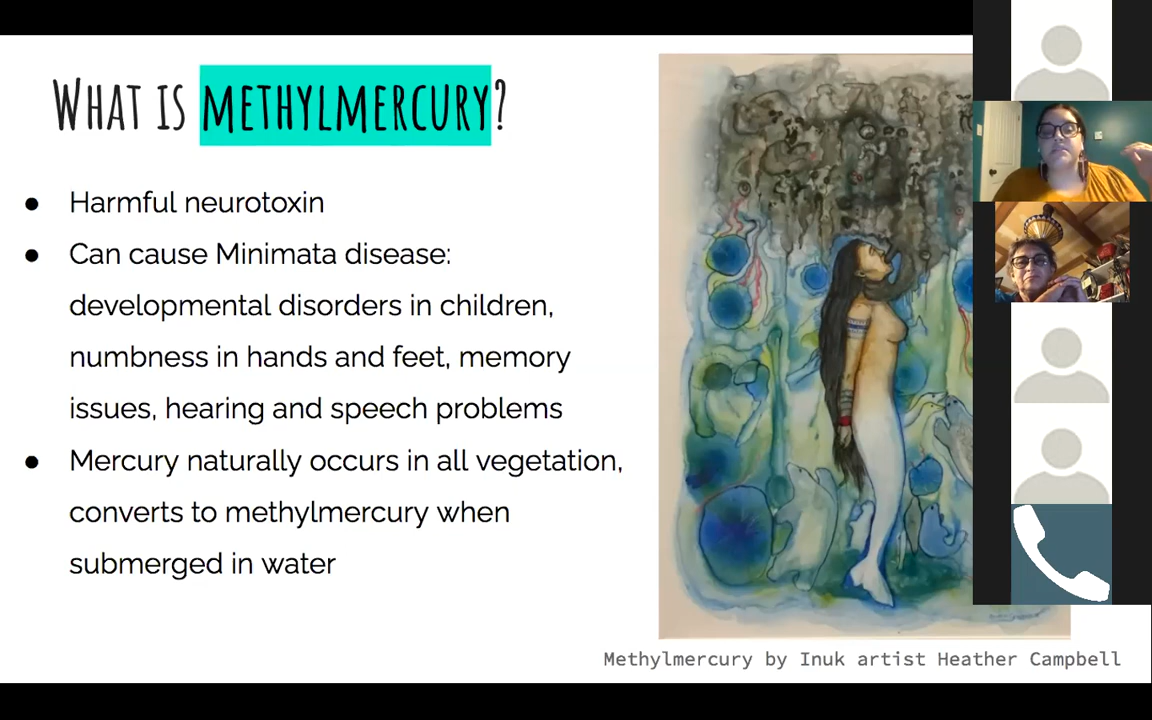 What is methylmercury?
● Harmful neurotoxin
● Can cause Minimata disease:
developmental disorders in children,
numbness in hands and feet, memory
issues, hearing and speech problems
● Mercury naturally occurs in all vegetation,
converts to methylmercury when
submerged in water
Methylmercury by Inuk artist Heather Campbell